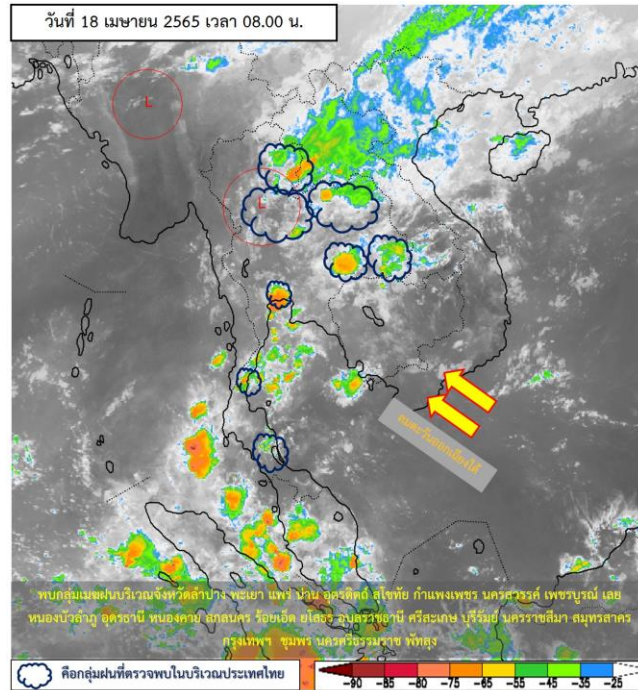 วันที่ 18 เมษายน 2565 เวลา 08.00 น.
L
L
ลมตะวันออกเฉียงใต้
พบกลุ่มเมฆฝนบริเวณจังหวัดลำปาง พะเยา แพร่ น่าน อุตรดิตถ์ สุโขทัย กำแพงเพชร นครสวรรค์ เพชรบูรณ์ เลย
หนองบัวลำภู อุดรธานี หนองคาย สกลนคร ร้อยเอ็ด ยโสธร อุบลราชธานี ศรีสะเกษ บุรีรัมย์ นครราชสีมา สมุทรสาคร
กรุงเทพฯ ชุมพร นครศรีธรรมราช พัทลุง
คือกลุ่มฝนที่ตรวจพบในบริเวณประเทศไทย
-90 -80 -75 -65 -55 -45 -35 -25